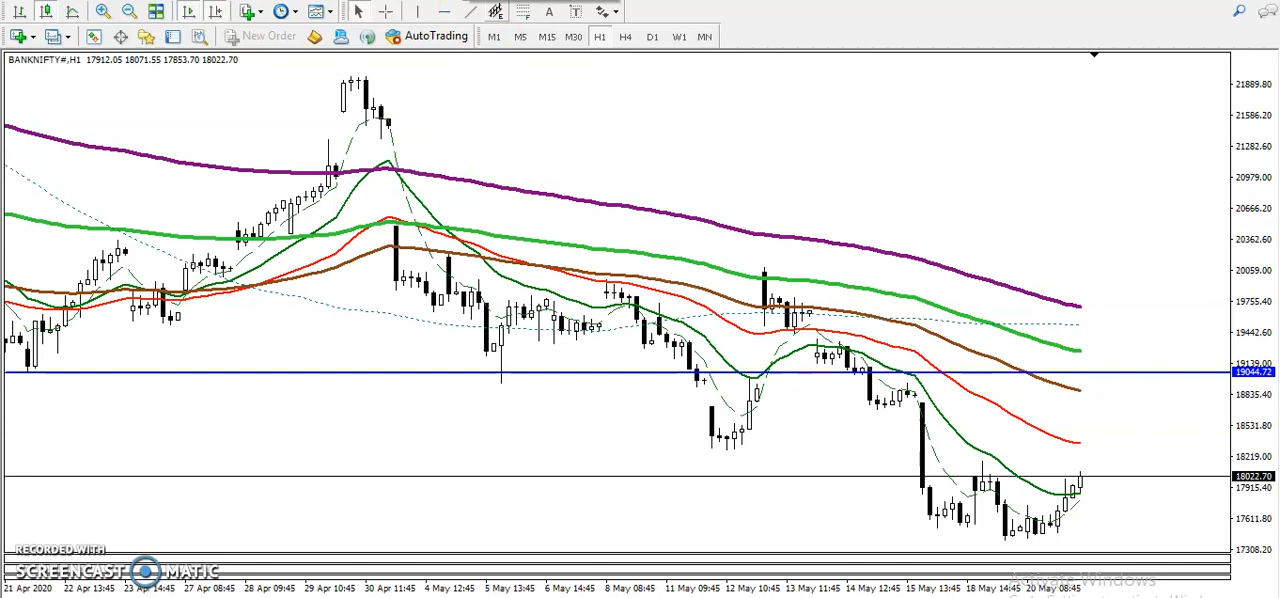 New Order
AutoTrading
M1 M5 M15 M30 H1 H4 D1 W1 MN
BANKNIFTY#,H1 17912.05 18071.55 17853.70 18022.70
21889.80
21586.20
21282.60
20979.00
20666.20
20362.60
20059.00
19755.40
19442.60
19139.00
19044.72
18835.40
18531.80
18219.00
18022.70
17915.40
17611.80
17308.20
RECORDED WITH
SCREENCAST MATIC
Activate Windows
21 Apr 2020 22 Apr 13:45 23 Apr 14:45 27 Apr 08:45 28 Apr 09:45 29 Apr 10:45 30 Apr 11:45 4 May 12:45 5 May 13:45 6 May 14:45 8 May 08:45 11 May 09:45 12 May 10:45 13 May 11:45 14 May 12:45 15 May 13:45 18 May 14:45 20 May 08:45